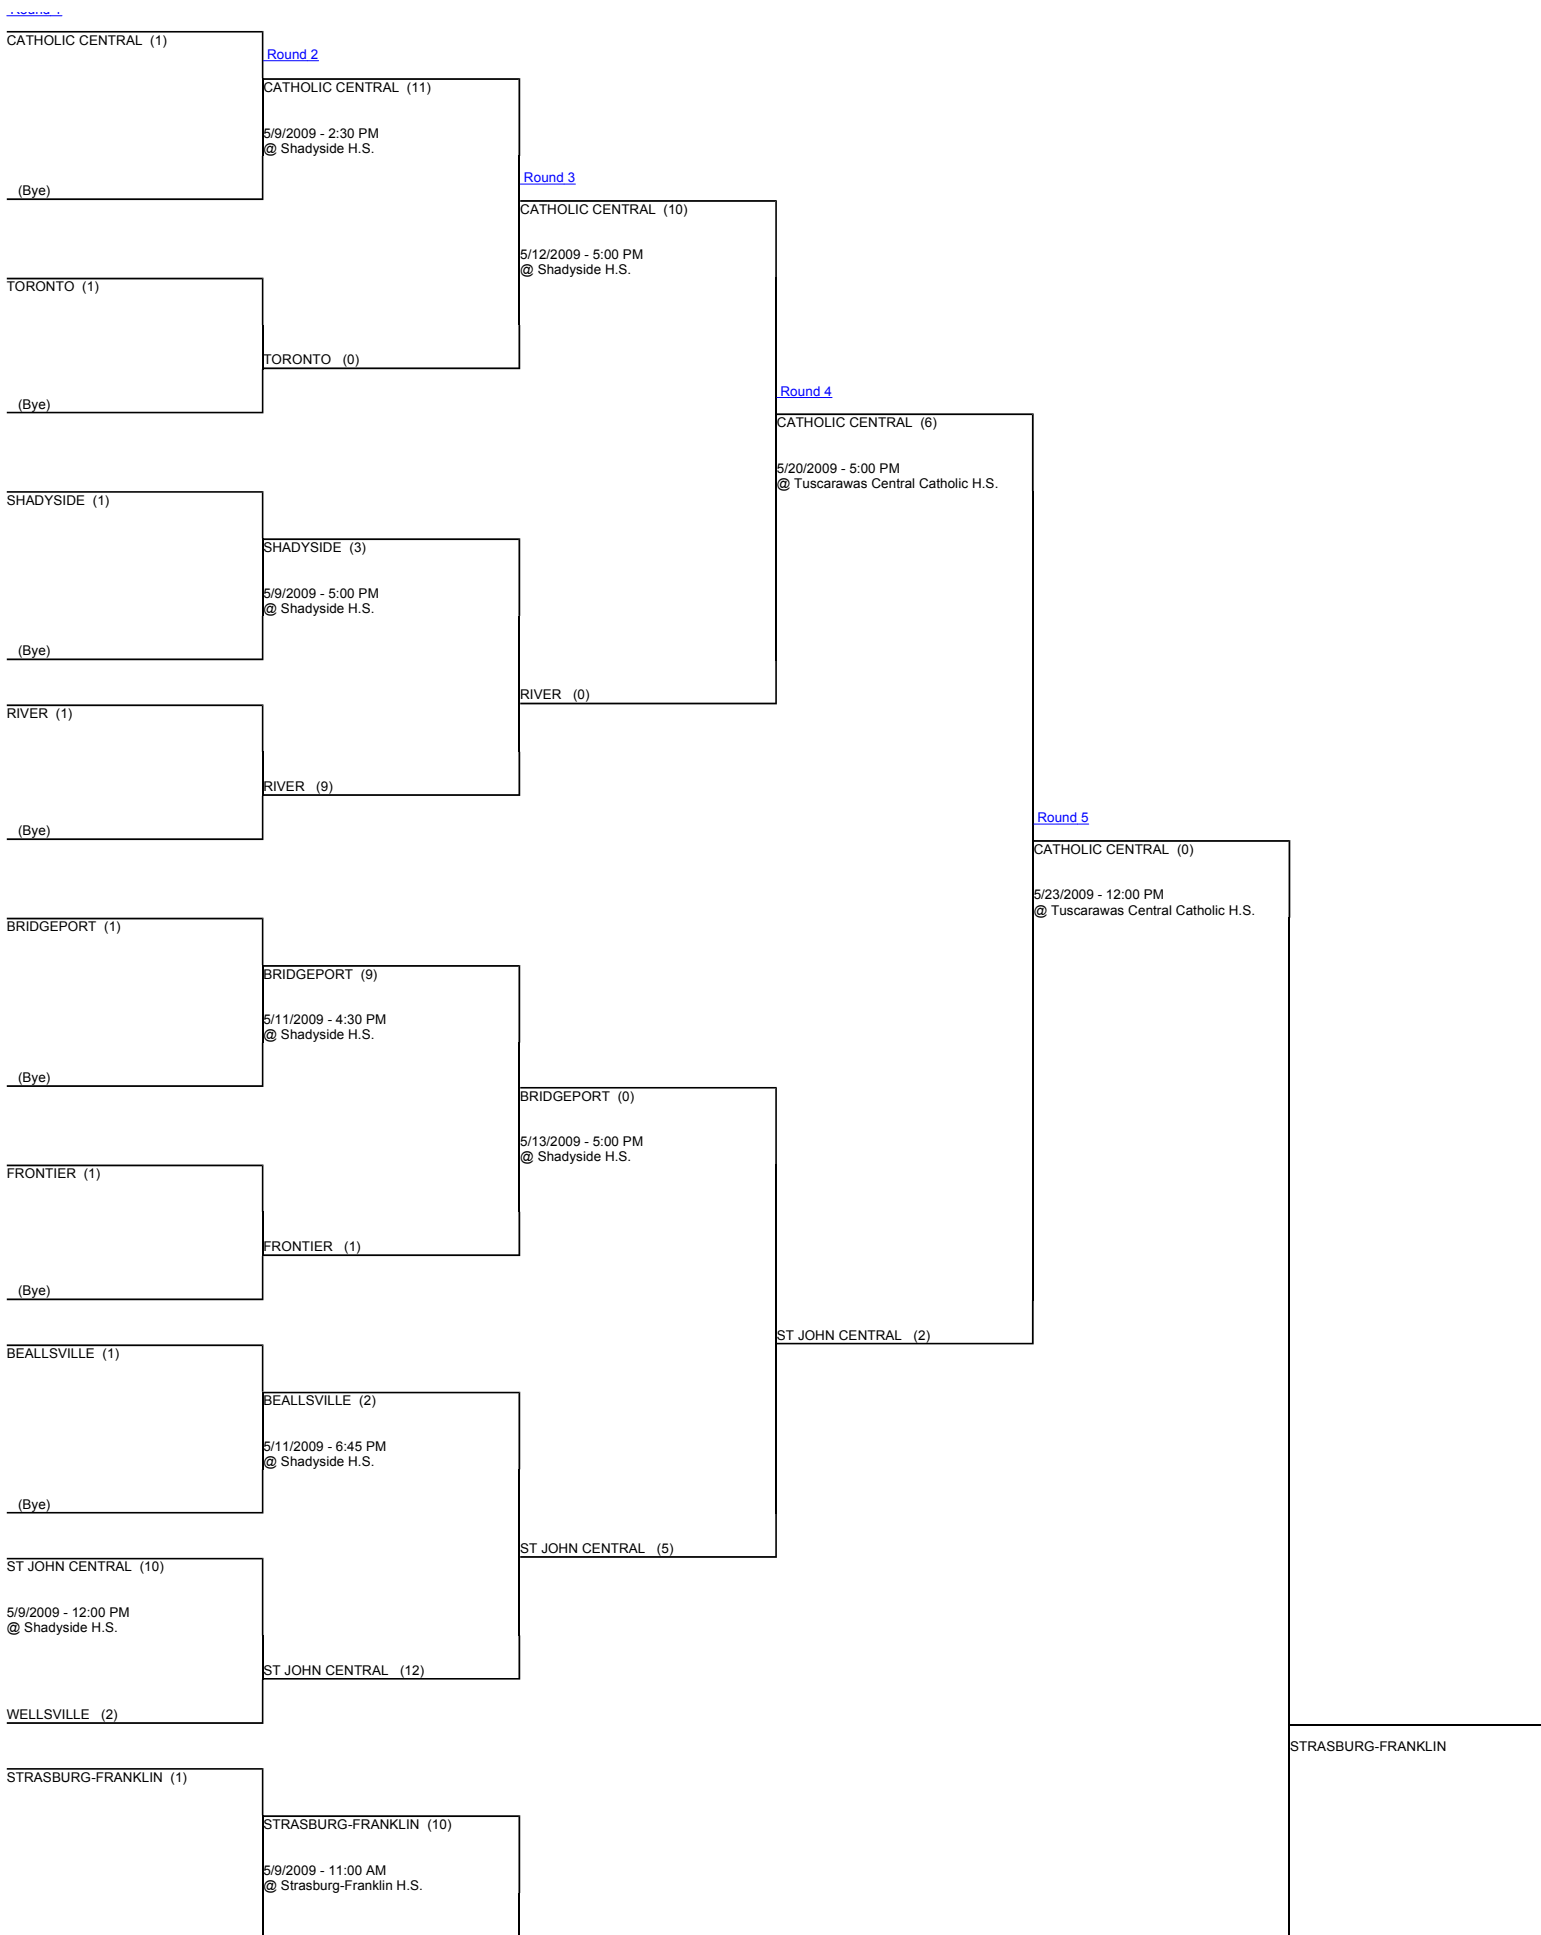 CATHOLIC CENTRAL (1)
Round 2
CATHOLIC CENTRAL (11)
5/9/2009 - 2:30 PM
@ Shadyside H.S.
(Bye)
Round 3
CATHOLIC CENTRAL (10)
5/12/2009 - 5:00 PM
@ Shadyside H.S.
TORONTO (1)
TORONTO (0)
(Bye)
Round 4
CATHOLIC CENTRAL (6)
5/20/2009 - 5:00 PM
@ Tuscarawas Central Catholic H.S.
SHADYSIDE (1)
SHADYSIDE (3)
5/9/2009 - 5:00 PM
@ Shadyside H.S.
(Bye)
RIVER (0)
RIVER (1)
RIVER (9)
(Bye)
Round 5
CATHOLIC CENTRAL (0)
5/23/2009 - 12:00 PM
@ Tuscarawas Central Catholic H.S.
BRIDGEPORT (1)
BRIDGEPORT (9)
5/11/2009 - 4:30 PM
@ Shadyside H.S.
(Bye)
BRIDGEPORT (0)
5/13/2009 - 5:00 PM
@ Shadyside H.S.
FRONTIER (1)
FRONTIER (1)
(Bye)
ST JOHN CENTRAL (2)
BEALLSVILLE (1)
BEALLSVILLE (2)
5/11/2009 - 6:45 PM
@ Shadyside H.S.
(Bye)
ST JOHN CENTRAL (5)
ST JOHN CENTRAL (10)
5/9/2009 - 12:00 PM
@ Shadyside H.S.
ST JOHN CENTRAL (12)
WELLSVILLE (2)
STRASBURG-FRANKLIN
STRASBURG-FRANKLIN (1)
STRASBURG-FRANKLIN (10)
5/9/2009 - 11:00 AM
@ Strasburg-Franklin H.S.